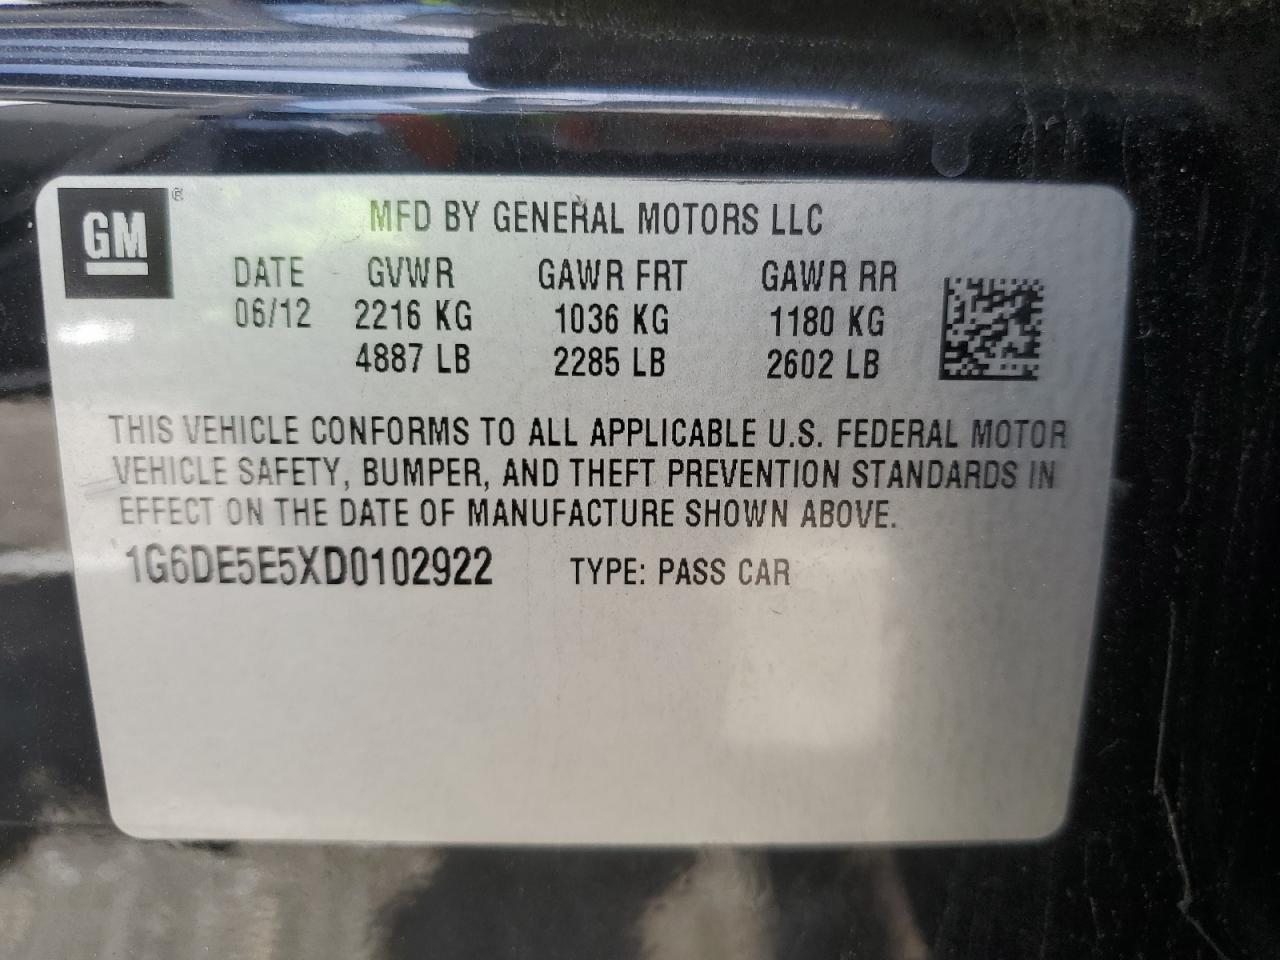 GM ®
MFD BY GENERAL MOTORS LLC
DATE GVWR GAWR FRT GAWR RR
06/12 2216 KG 1036 KG 1180 KG
4887 LB 2285 LB 2602 LB
THIS VEHICLE CONFORMS TO ALL APPLICABLE U.S. FEDERAL MOTOR
VEHICLE SAFETY, BUMPER, AND THEFT PREVENTION STANDARDS IN
EFFECT ON THE DATE OF MANUFACTURE SHOWN ABOVE.
1G6DE5E5XD0102922 TYPE: PASS CAR